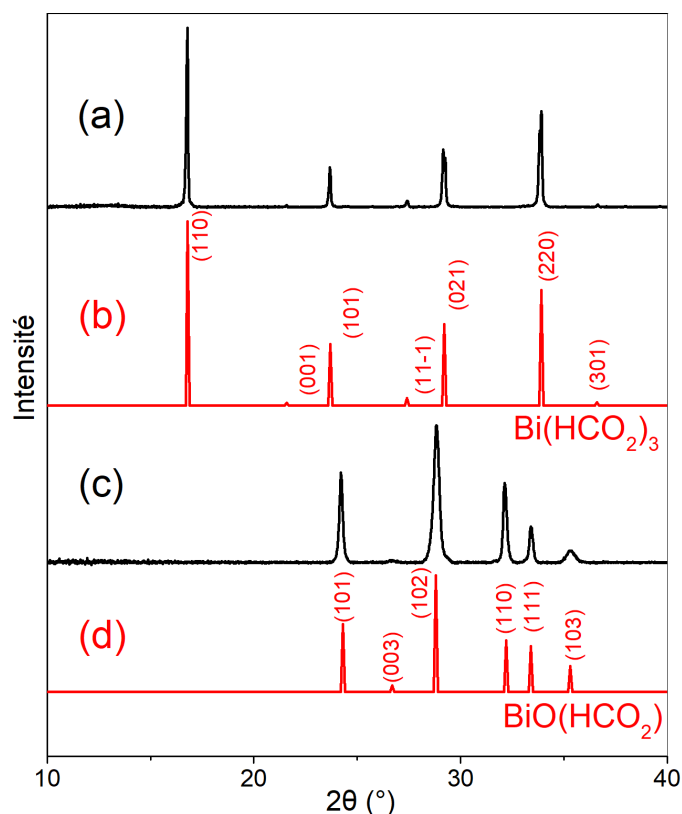 (a)
(110)
(b)
(001)
(101)
(11-1)
(021)
(220)
(301)
Bi(HCO₂)₃
(c)
(d)
(101)
(003)
(102)
(110)
(111)
(103)
BiO(HCO₂)
Intensité
10
20
30
40
2θ (°)